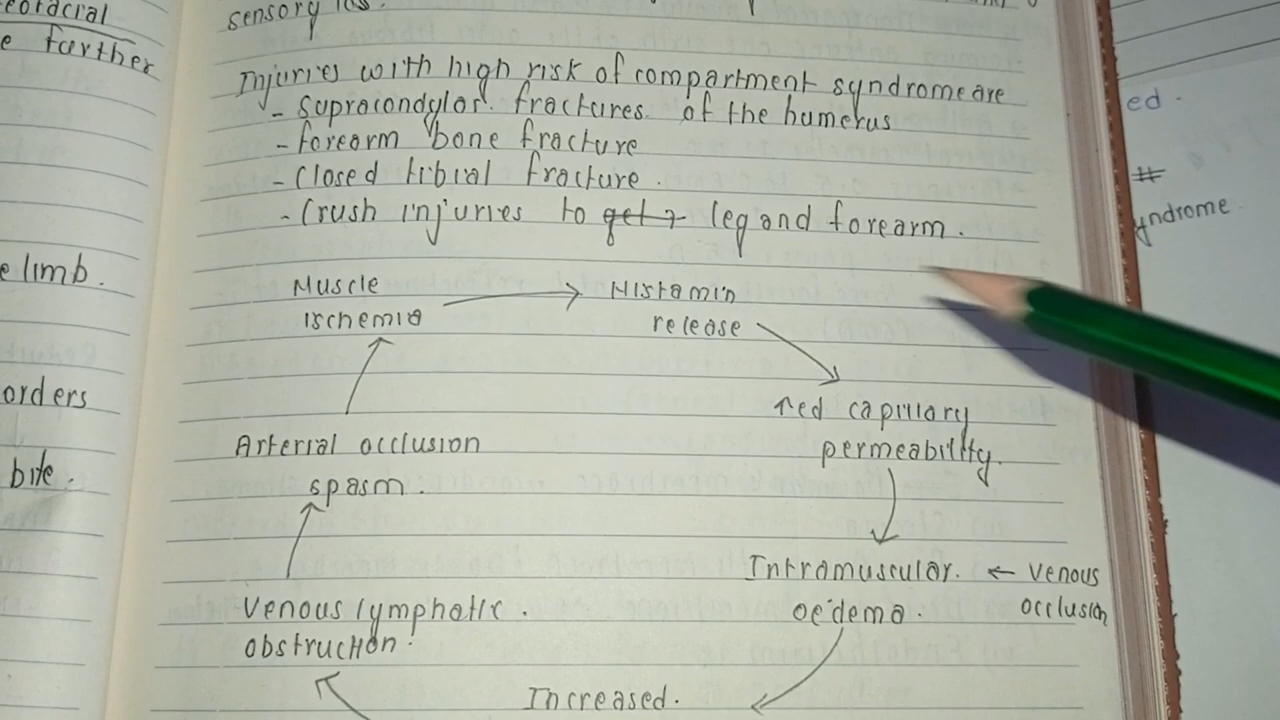 sensory
Injuries with high risk of compartment syndrome are
- supracondylar fractures of the humerus
- forearm bone fracture
- closed tibial fracture.
- Crush injuries to leg and forearm.
Muscle
ischemia
→ Histamin
release
↑ed capillary
permeability.
Arterial occlusion
spasm.
Intramuscular. ← venous
oedema. occlusion
Venous lymphatic.
obstruction.
Increased.
e farther
e limb.
orders
bite.
ed.
#
yndrome